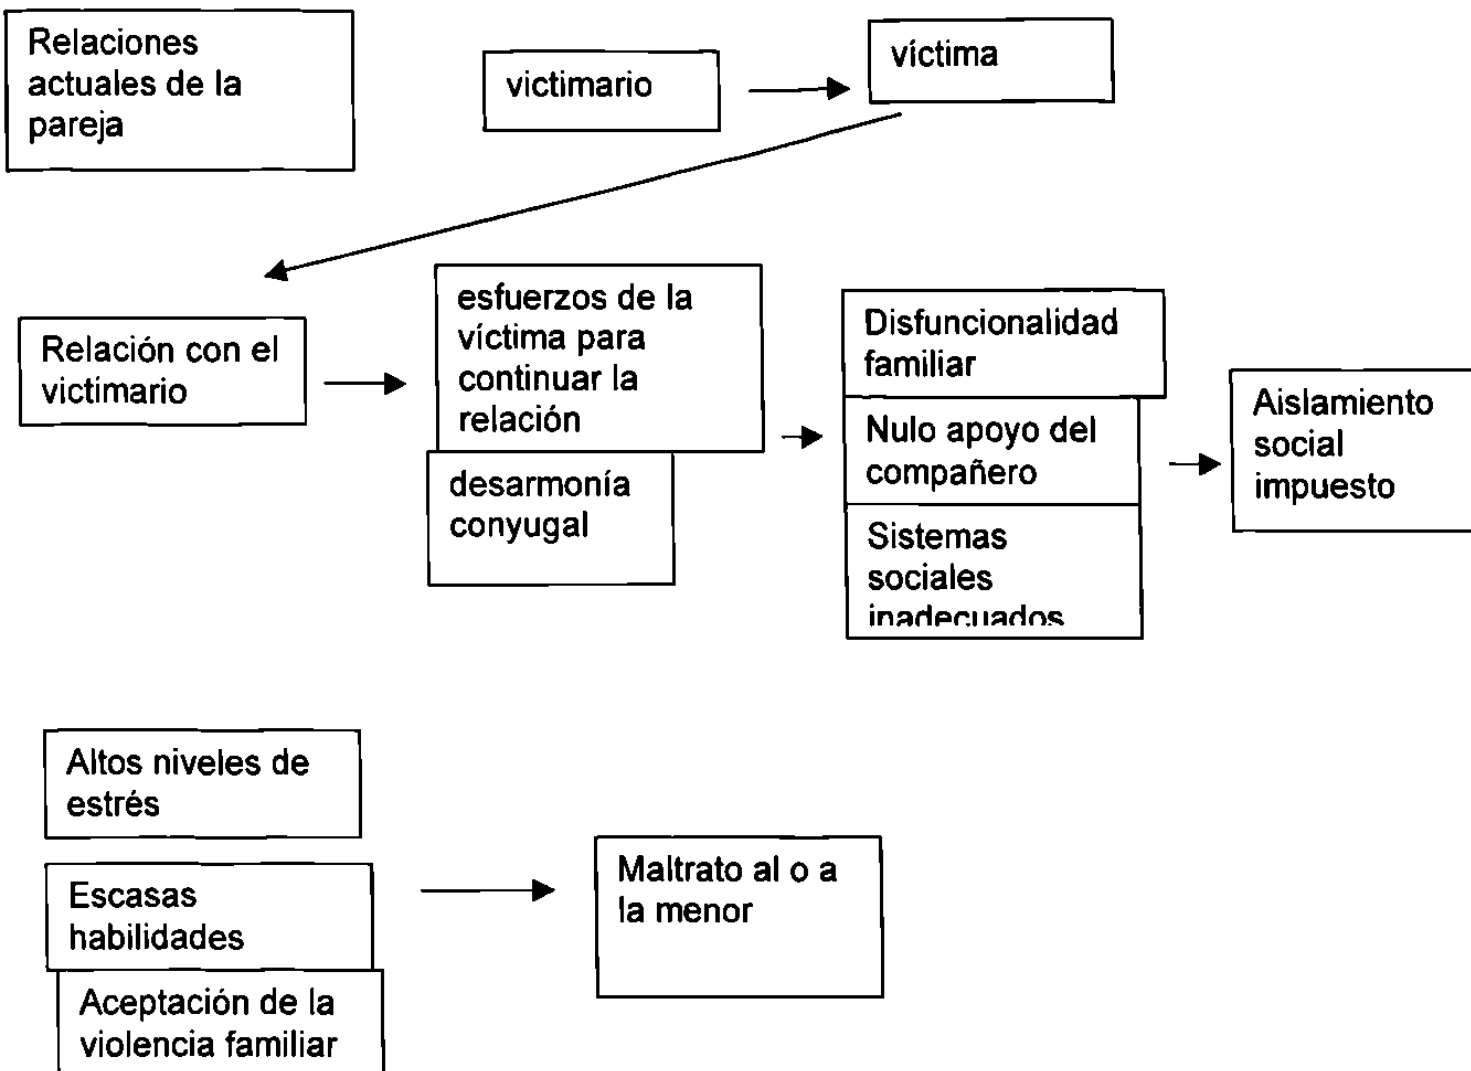 Relaciones
actuales de la
pareja
victimario
víctima
Relación con el
victimario
esfuerzos de la
víctima para
continuar la
relación
desarmonía
conyugal
Disfuncionalidad
familiar
Nulo apoyo del
compañero
Sistemas
sociales
inadecuados
Aislamiento
social
impuesto
Altos niveles de
estrés
Escasas
habilidades
Aceptación de la
violencia familiar
Maltrato al o a
la menor